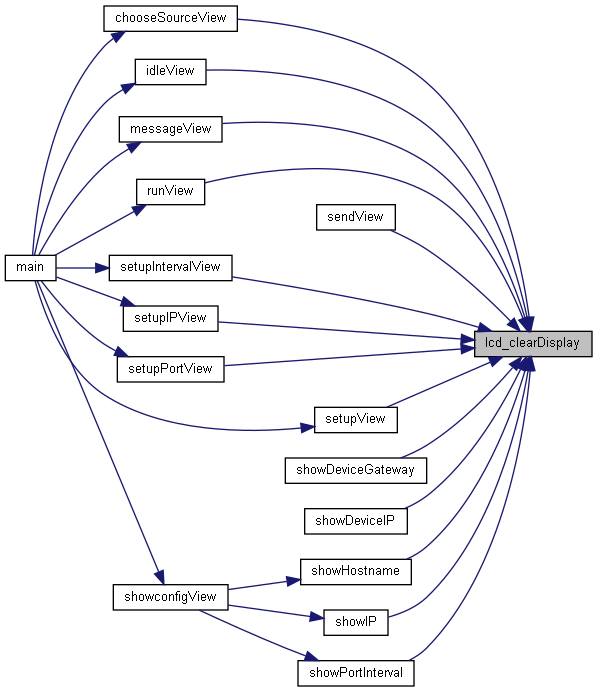 chooseSourceView
idleView
messageView
runView
sendView
main
setupIntervalView
setupIPView
lcd_clearDisplay
setupPortView
setupView
showDeviceGateway
showDeviceIP
showHostname
showconfigView
showIP
showPortInterval